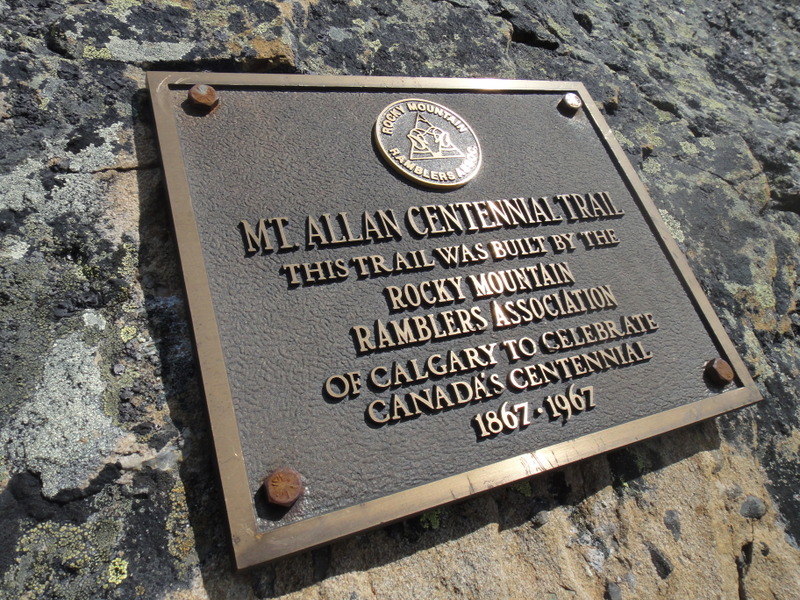 ROCKY MOUNTAIN
RAMBLERS ASSOC.
MT. ALLAN CENTENNIAL TRAIL
THIS TRAIL WAS BUILT BY THE
ROCKY MOUNTAIN
RAMBLERS ASSOCIATION
OF CALGARY TO CELEBRATE
CANADA'S CENTENNIAL
1867 · 1967